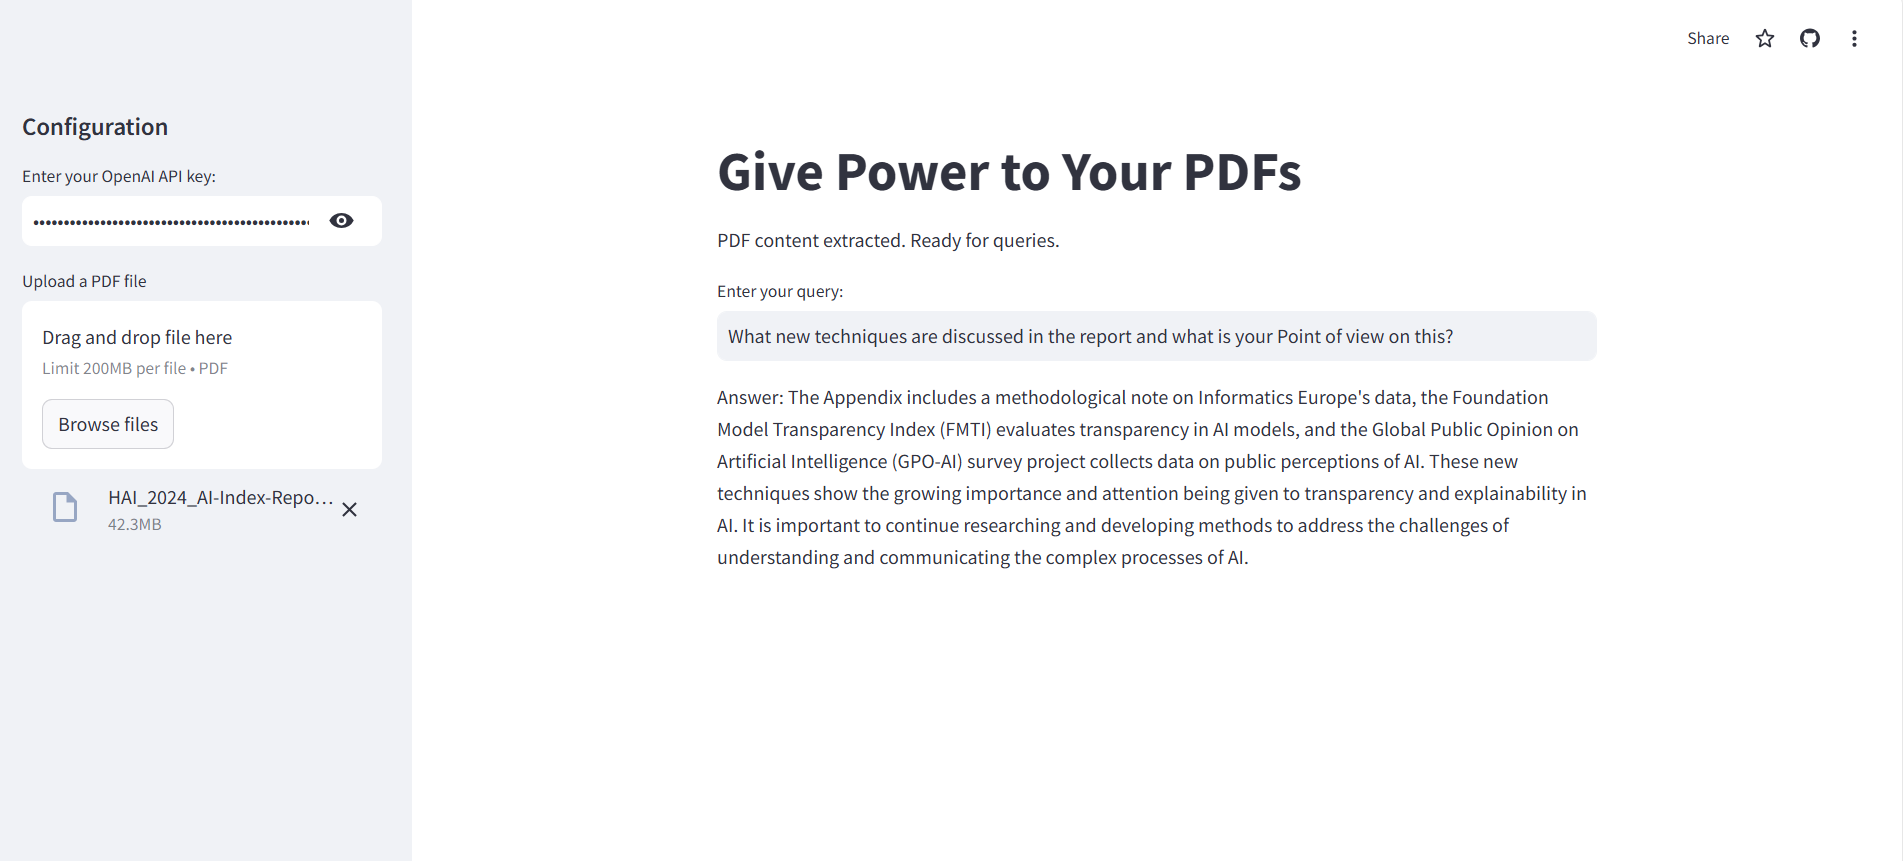 Share
Configuration
Enter your OpenAI API key:
Upload a PDF file
Drag and drop file here
Limit 200MB per file • PDF
Browse files
HAI_2024_AI-Index-Repo…
42.3MB
Give Power to Your PDFs
PDF content extracted. Ready for queries.
Enter your query:
What new techniques are discussed in the report and what is your Point of view on this?
Answer: The Appendix includes a methodological note on Informatics Europe's data, the Foundation
Model Transparency Index (FMTI) evaluates transparency in AI models, and the Global Public Opinion on
Artificial Intelligence (GPO-AI) survey project collects data on public perceptions of AI. These new
techniques show the growing importance and attention being given to transparency and explainability in
AI. It is important to continue researching and developing methods to address the challenges of
understanding and communicating the complex processes of AI.